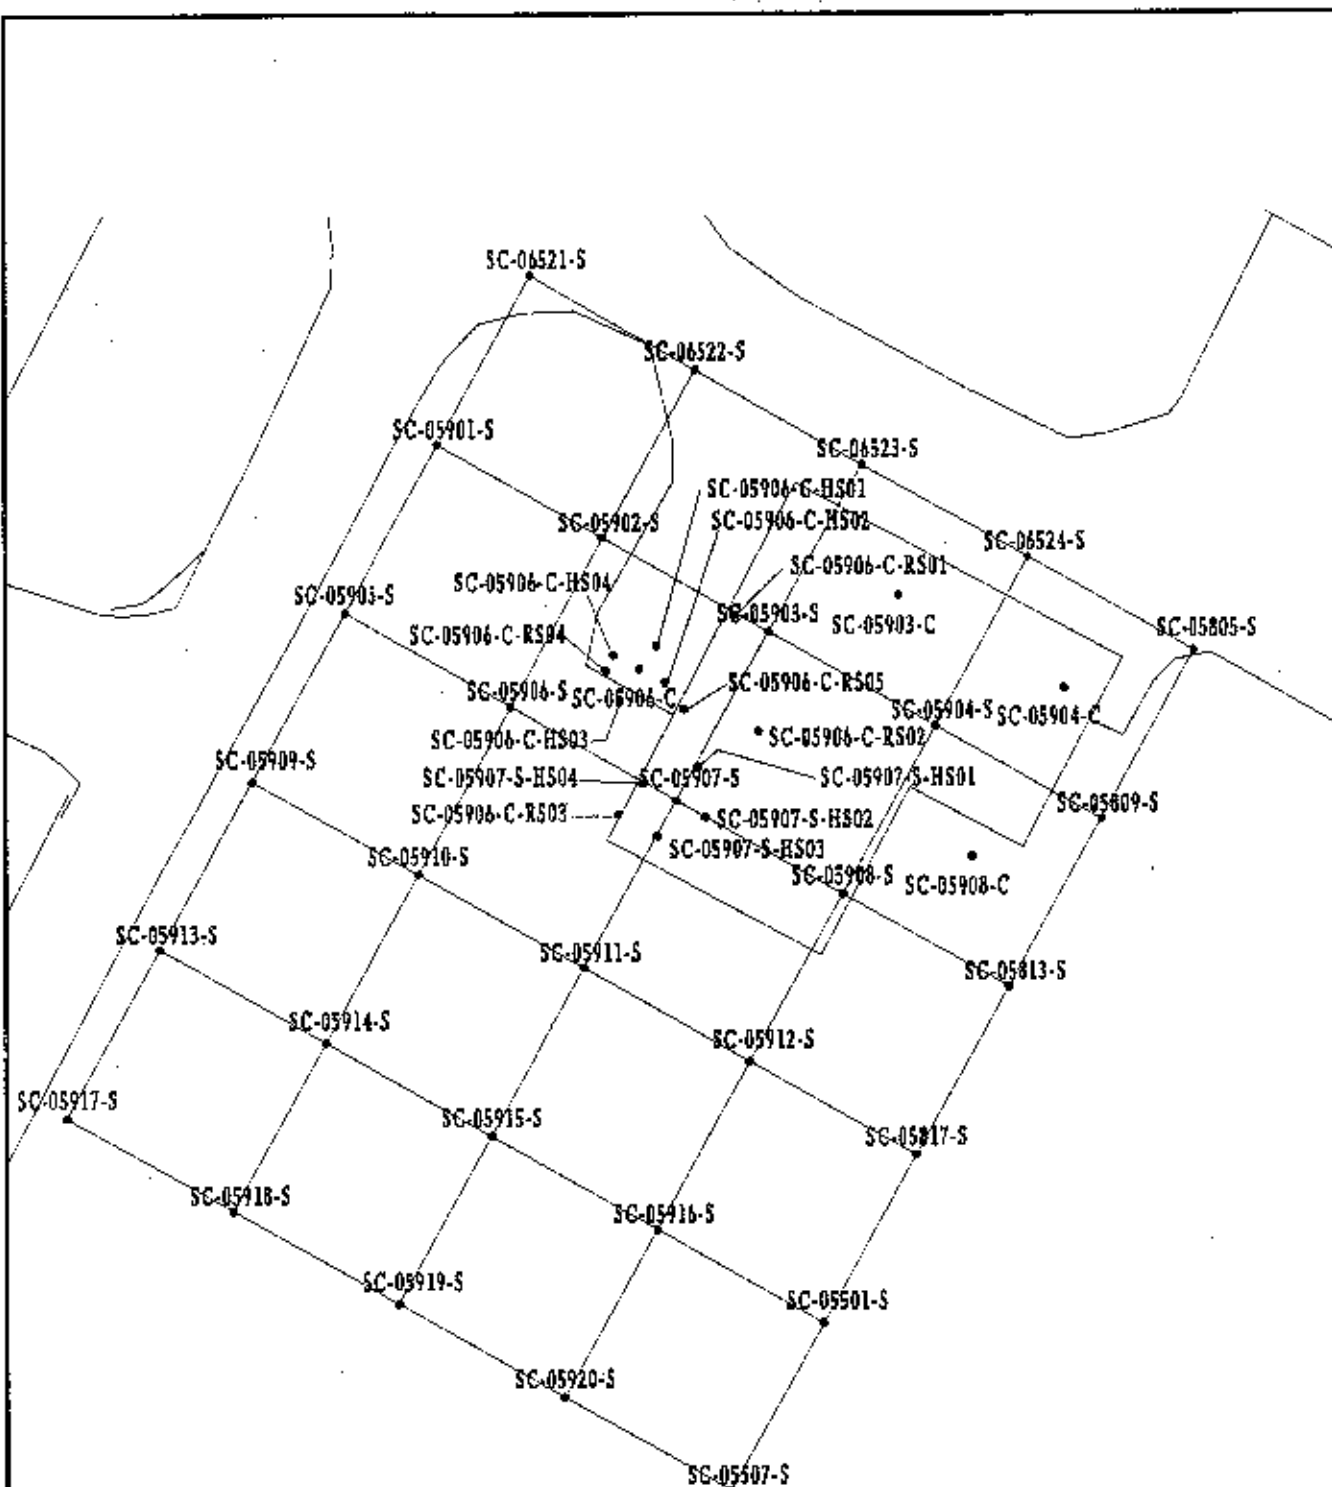 SC-06521-S
SC-06522-S
SC-05901-S
SC-06523-S
SC-05906-C-HS01
SC-05902-S
SC-05906-C-HS02
SC-06524-S
SC-05906-C-RS01
SC-05906-C-HS04
SC-05905-S
SC-05903-S
SC-05903-C
SC-05805-S
SC-05906-C-RS04
SC-05906-C-RS05
SC-05906-S
SC-05906-C
SC-05904-S
SC-05904-C
SC-05906-C-HS03
SC-05906-C-RS02
SC-05909-S
SC-05907-S-HS04
SC-05907-S
SC-05907-S-HS01
SC-05809-S
SC-05906-C-RS03
SC-05907-S-HS02
SC-05907-S-HS03
SC-05910-S
SC-05908-S
SC-05908-C
SC-05913-S
SC-05911-S
SC-05813-S
SC-05914-S
SC-05912-S
SC-05917-S
SC-05915-S
SC-05817-S
SC-05918-S
SC-05916-S
SC-05919-S
SC-05501-S
SC-05920-S
SC-05507-S